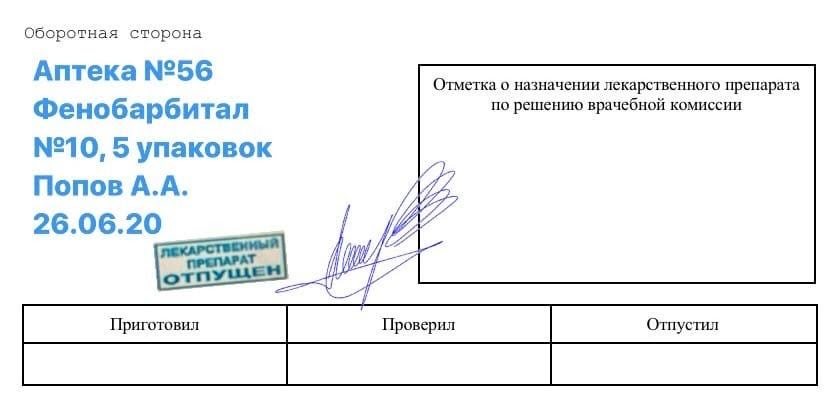 Оборотная сторона
Аптека №56
Фенобарбитал
№10, 5 упаковок
Попов А.А.
26.06.20
ЛЕКАРСТВЕННЫЙ
ПРЕПАРАТ
ОТПУЩЕН
Отметка о назначении лекарственного препарата
по решению врачебной комиссии
Приготовил Проверил Отпустил